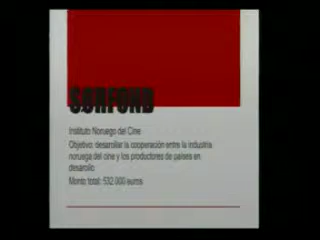 SØRFOND
Instituto Noruego del Cine
Objetivo: desarrollar la cooperación entre la industria
noruega del cine y los productores de países en
desarrollo
Monto total: 532.000 euros